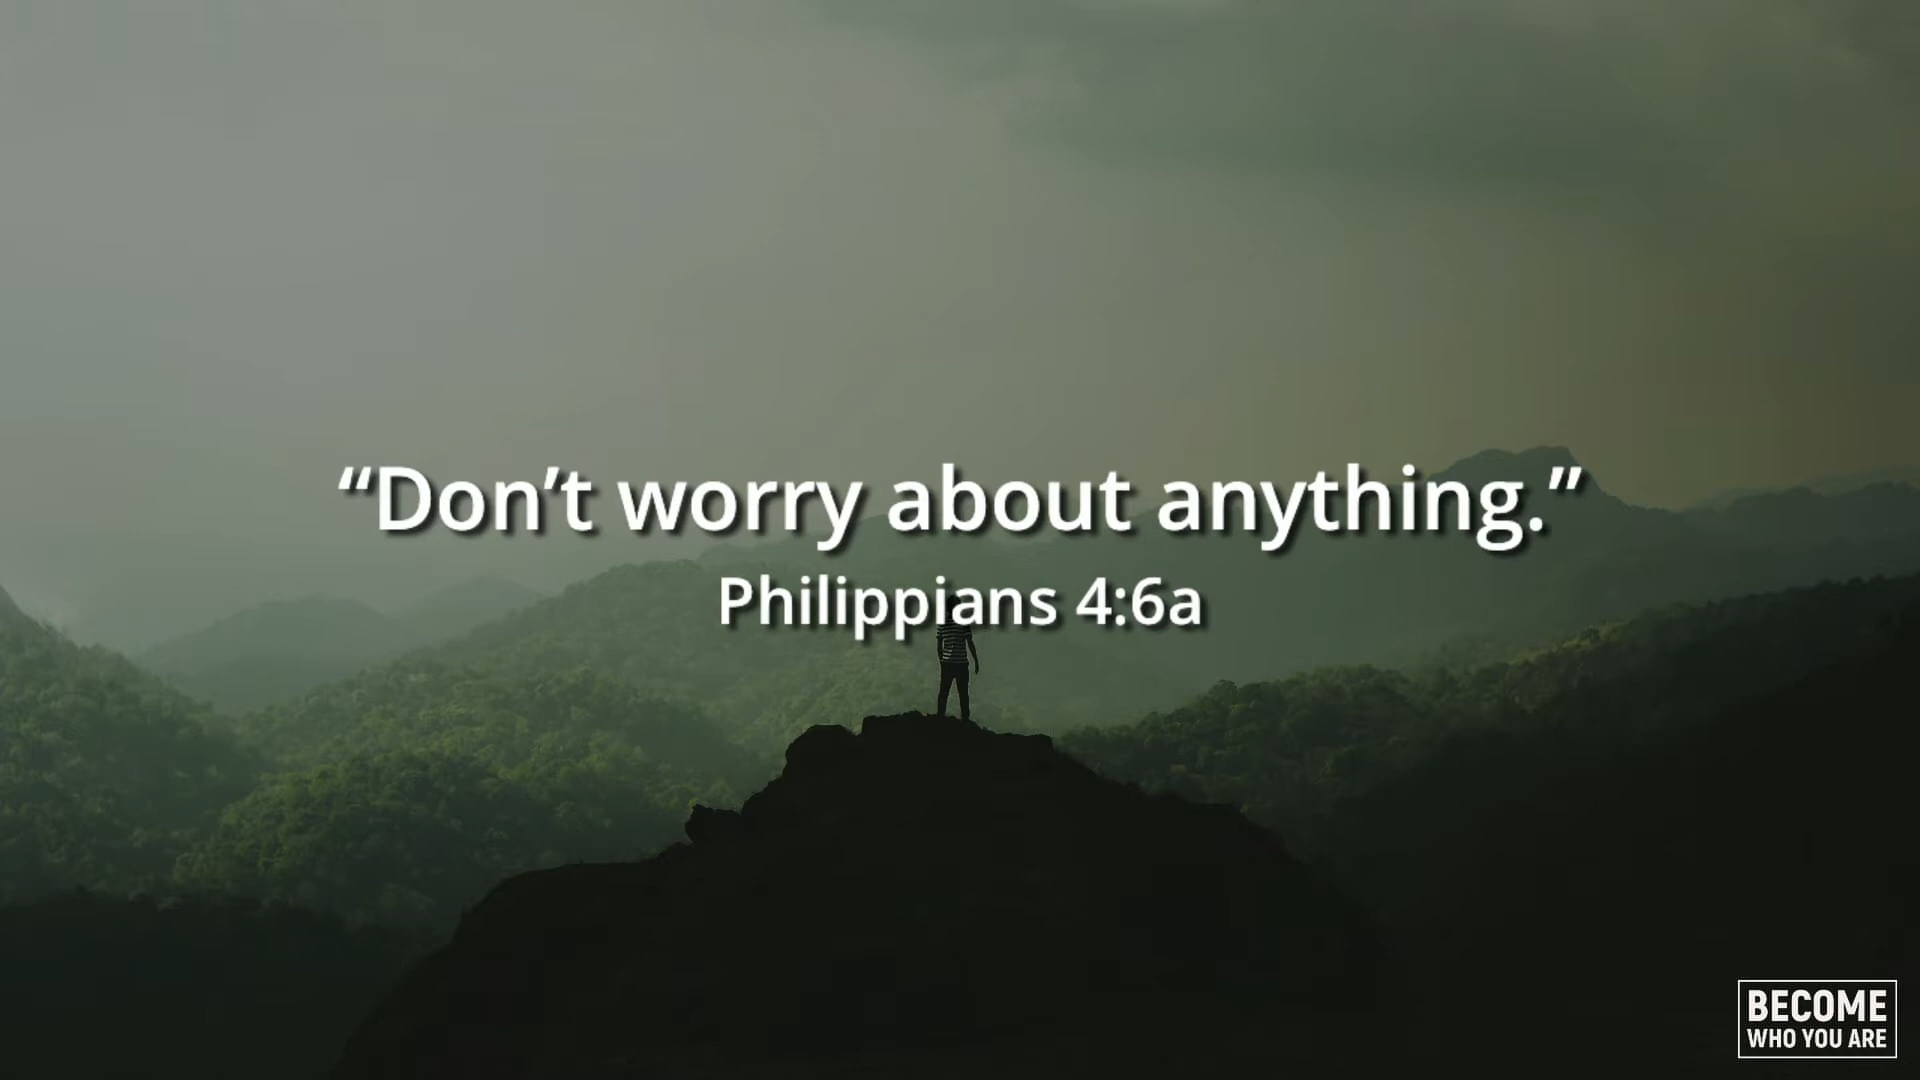 “Don’t worry about anything.”
Philippians 4:6a
BECOME
WHO YOU ARE